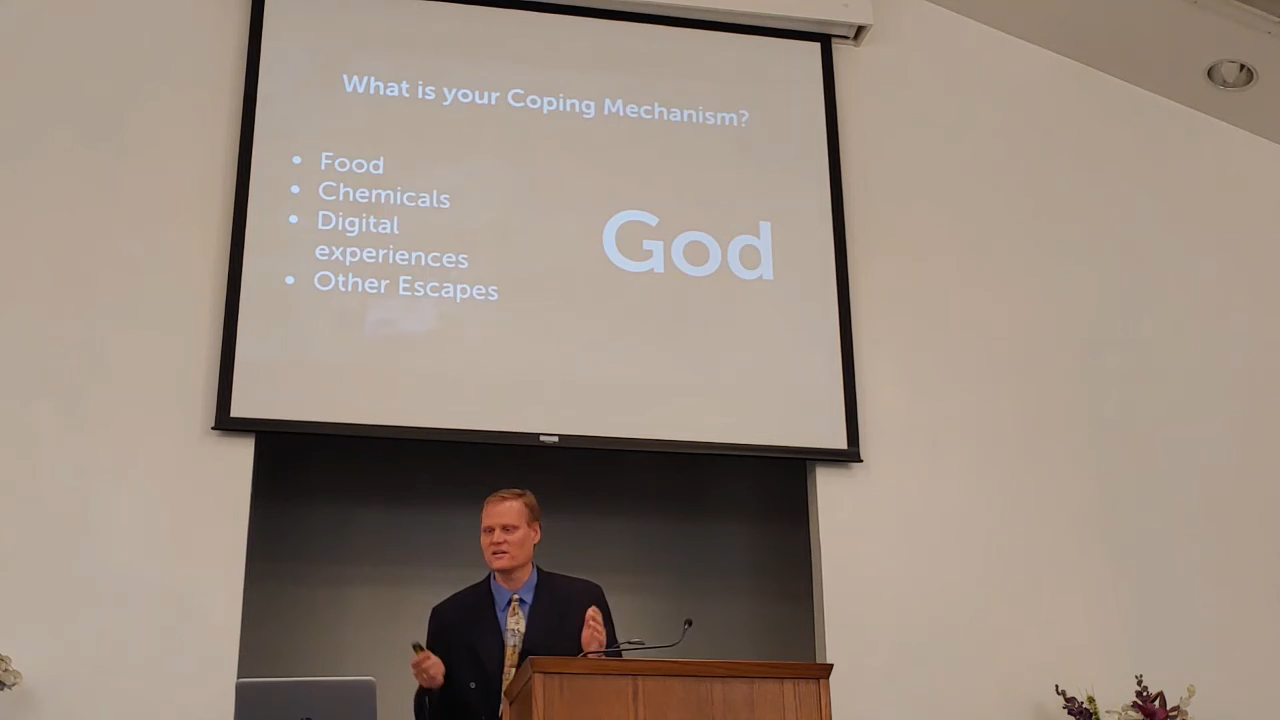 What is your Coping Mechanism?
• Food
• Chemicals
• Digital
experiences
• Other Escapes
God